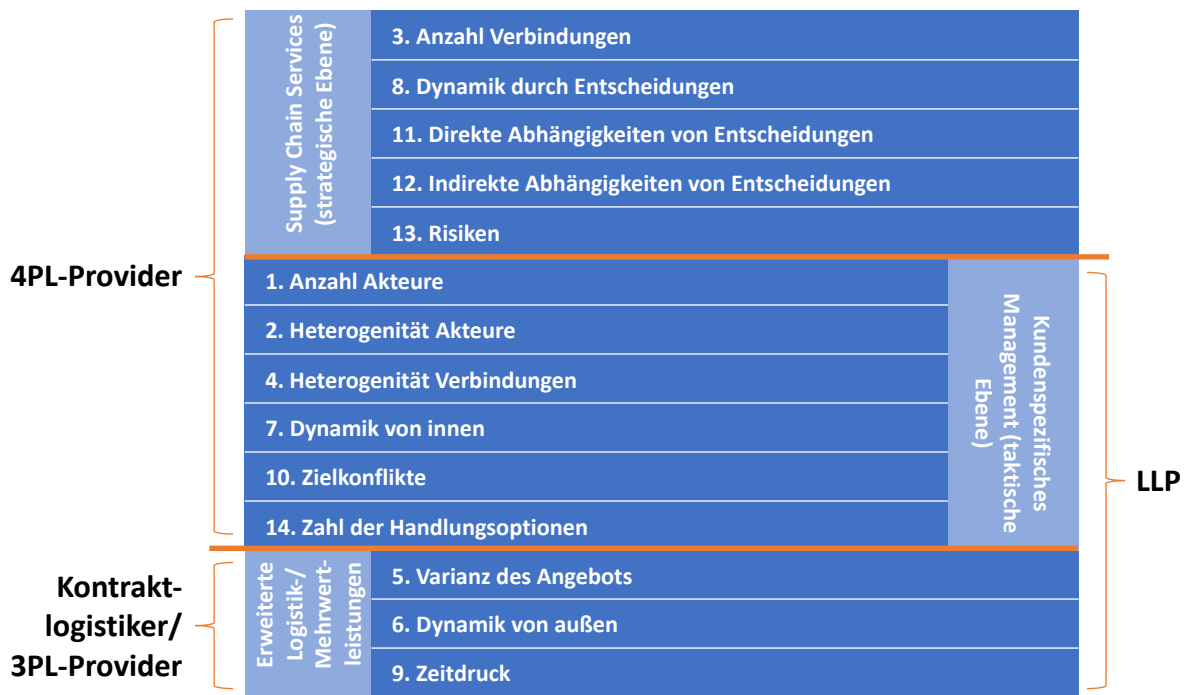 4PL-Provider
Supply Chain Services
(strategische Ebene)
3. Anzahl Verbindungen
8. Dynamik durch Entscheidungen
11. Direkte Abhängigkeiten von Entscheidungen
12. Indirekte Abhängigkeiten von Entscheidungen
13. Risiken
1. Anzahl Akteure
2. Heterogenität Akteure
4. Heterogenität Verbindungen
7. Dynamik von innen
10. Zielkonflikte
14. Zahl der Handlungsoptionen
Kundenspezifisches
Management (taktische
Ebene)
LLP
Kontrakt-
logistiker/
3PL-Provider
Erweiterte
Logistik-/
Mehrwert-
leistungen
5. Varianz des Angebots
6. Dynamik von außen
9. Zeitdruck